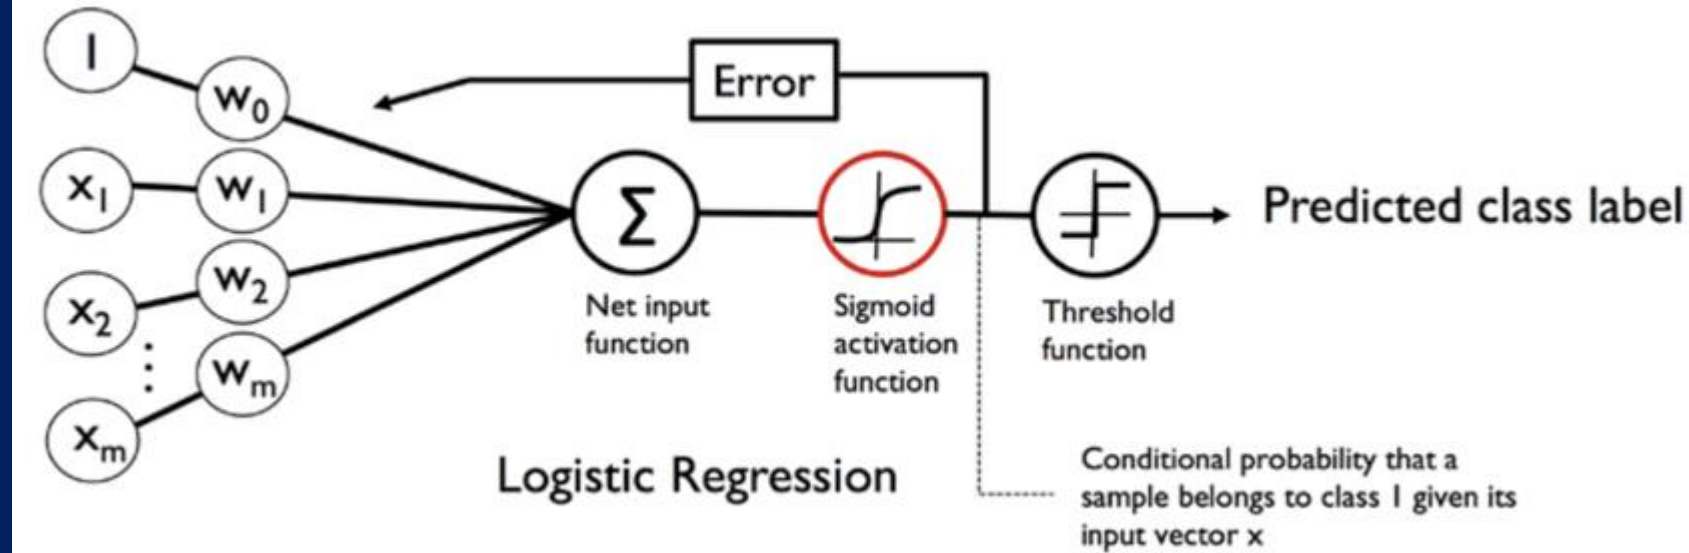 1
w0
Error
x1
w1
Σ
Predicted class label
x2
w2
Net input
function
Sigmoid
activation
function
Threshold
function
⋮
wm
xm
Logistic Regression
Conditional probability that a
sample belongs to class 1 given its
input vector x